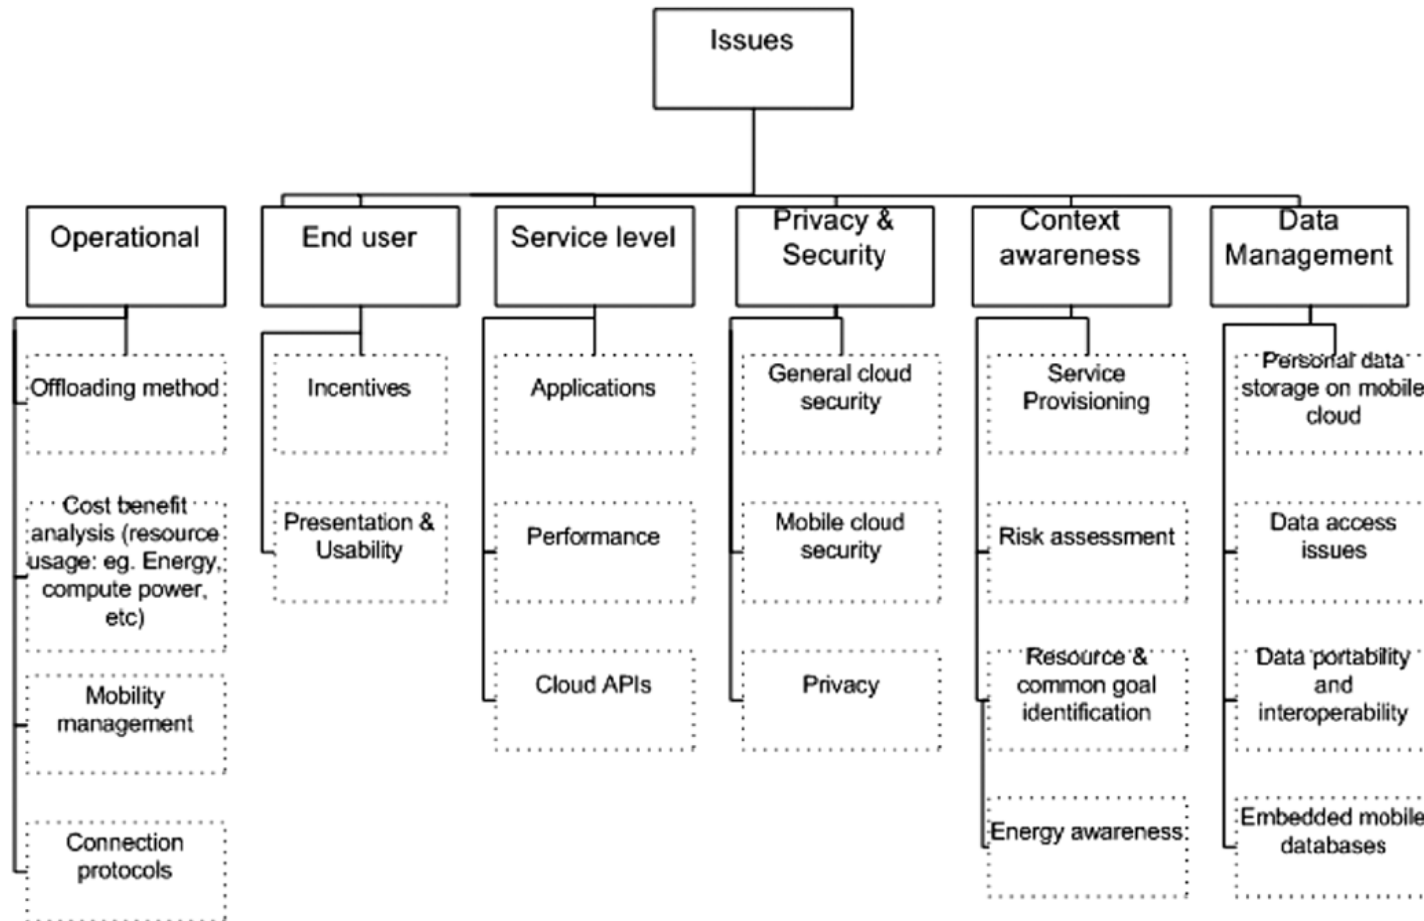 Issues
Operational
End user
Service level
Privacy &
Security
Context
awareness
Data
Management
Offloading method
Cost benefit
analysis (resource
usage: eg. Energy,
compute power,
etc)
Mobility
management
Connection
protocols
Incentives
Presentation &
Usability
Applications
Performance
Cloud APIs
General cloud
security
Mobile cloud
security
Privacy
Service
Provisioning
Risk assessment
Resource &
common goal
identification
Energy awareness
Personal data
storage on mobile
cloud
Data access
issues
Data portability
and
interoperability
Embedded mobile
databases